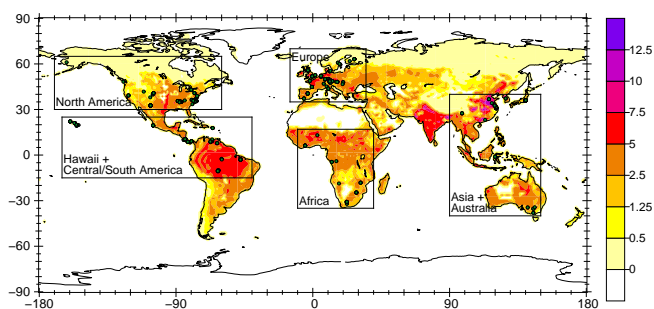 90
60
30
0
−30
−60
−90
−180
−90
0
90
180
North America
Europe
Hawaii +
Central/South America
Africa
Asia +
Australia
12.5
10
7.5
5
2.5
1.25
0.5
0